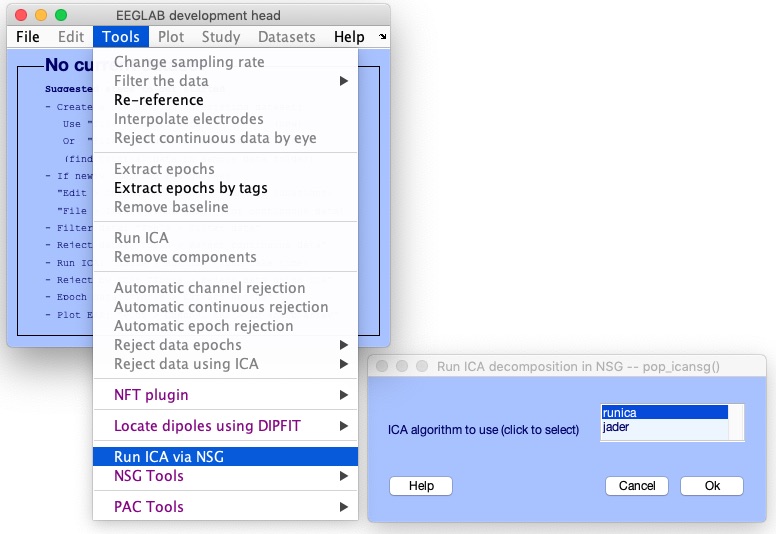 EEGLAB development head
File Edit Tools Plot Study Datasets Help
No cu
Suggested
- Create
Use "
Or "
(find
- If new
"Edit
"File
- Filter
- Reject
- Run IC
- Reject
- Epoch
- Plot E
Change sampling rate
Filter the data
Re-reference
Interpolate electrodes
Reject continuous data by eye
Extract epochs
Extract epochs by tags
Remove baseline
Run ICA
Remove components
Automatic channel rejection
Automatic continuous rejection
Automatic epoch rejection
Reject data epochs
Reject data using ICA
NFT plugin
Locate dipoles using DIPFIT
Run ICA via NSG
NSG Tools
PAC Tools
Run ICA decomposition in NSG -- pop_icansg()
ICA algorithm to use (click to select)
runica
jader
Help Cancel Ok